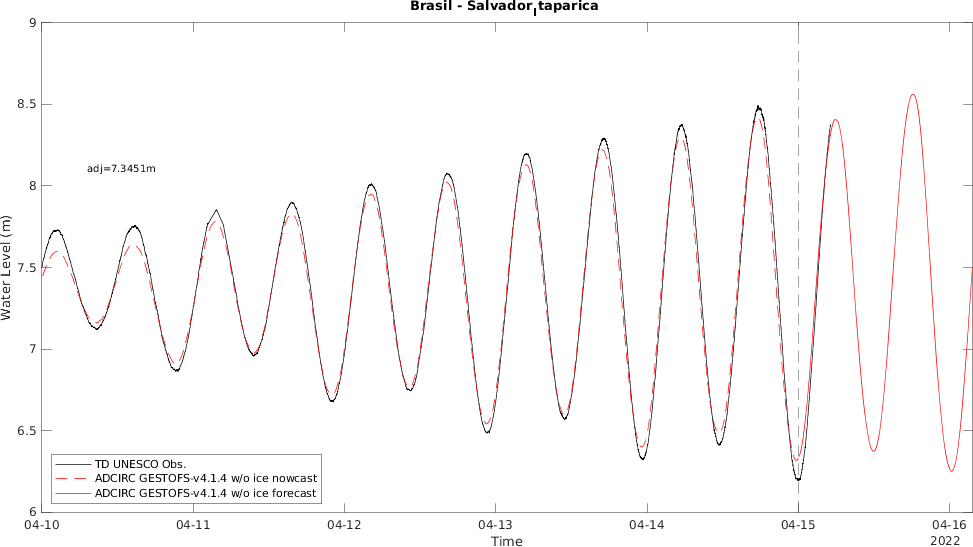 Brasil - Salvador_Itaparica
9
8.5
8
7.5
7
6.5
6
Water Level (m)
adj=7.3451m
TD UNESCO Obs.
ADCIRC GESTOFS-v4.1.4 w/o ice nowcast
ADCIRC GESTOFS-v4.1.4 w/o ice forecast
04-10 04-11 04-12 04-13 04-14 04-15 04-16
Time
2022